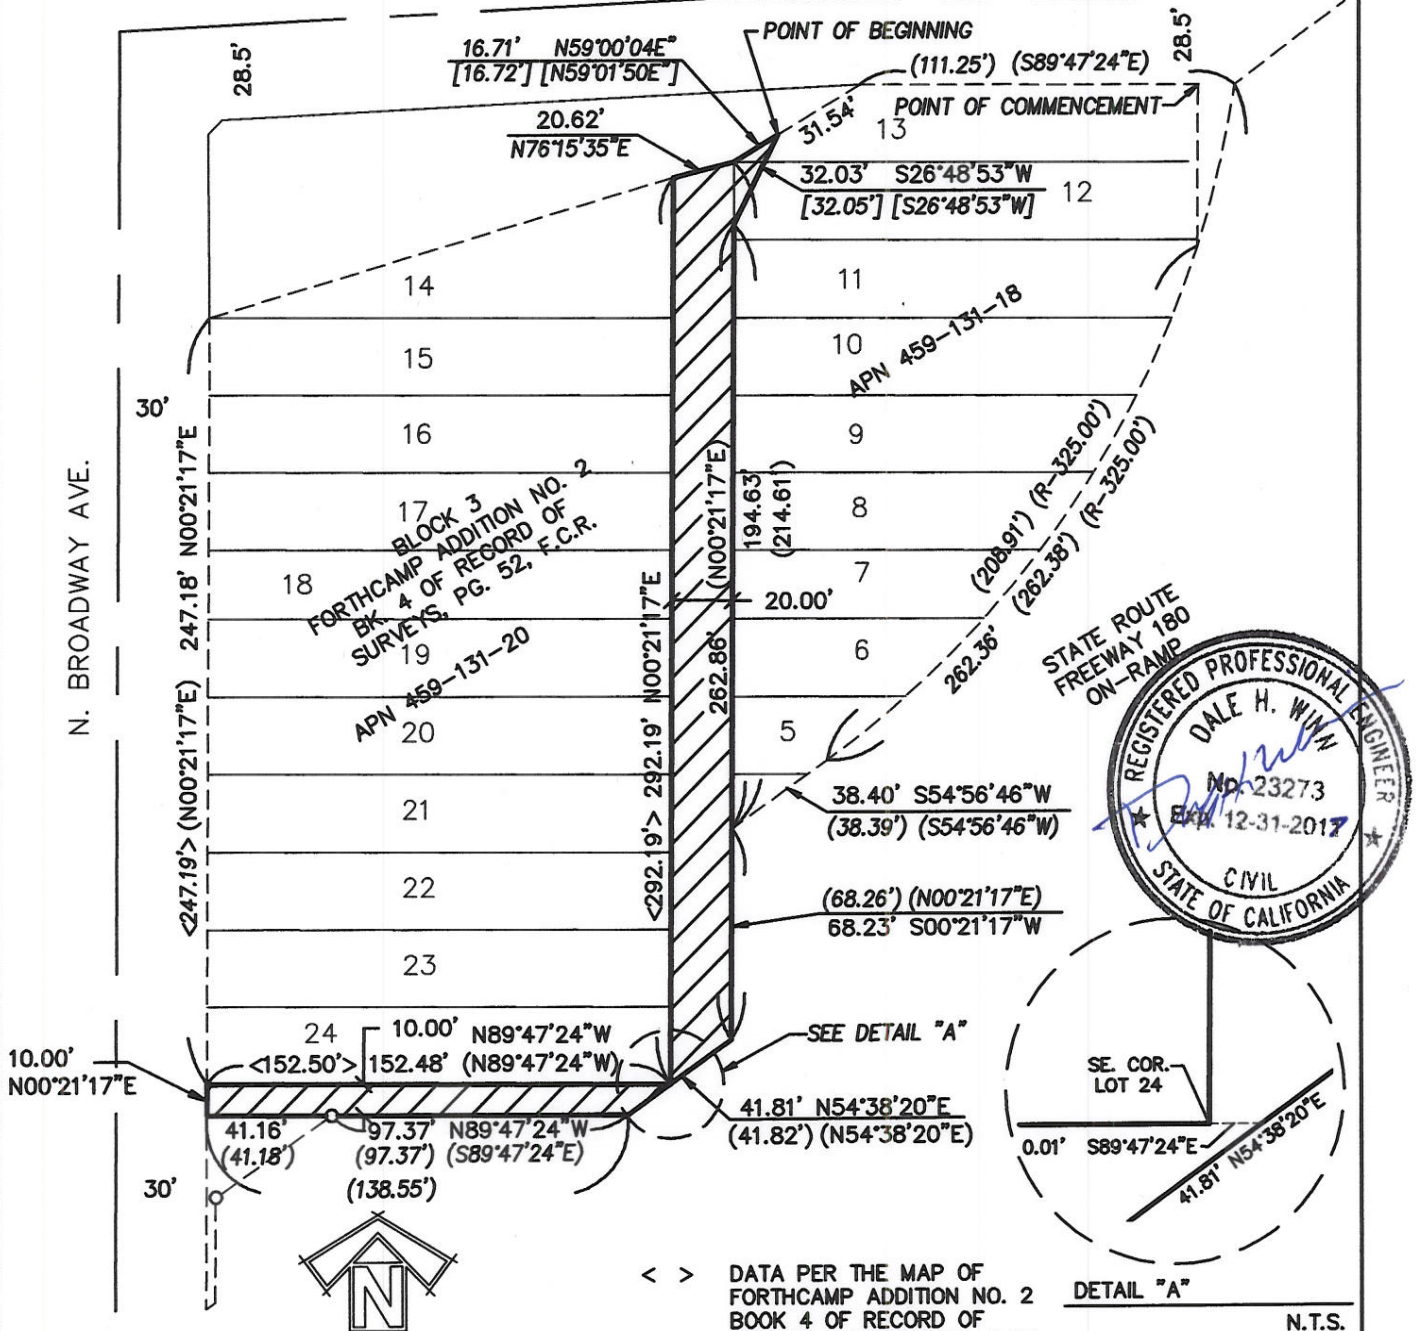 28.5'
16.71' N59°00'04"E
[16.72'] [N59°01'50E"]
POINT OF BEGINNING
28.5'
(111.25') (S89°47'24"E)
POINT OF COMMENCEMENT
20.62'
N76°15'35"E
31.54'
13
32.03' S26°48'53"W
[32.05'] [S26°48'53"W]
12
14
11
15
10
APN 459-131-18
30'
16
9
N. BROADWAY AVE.
247.18' N00°21'17"E
<247.19'> (N00°21'17"E)
17
BLOCK 3
FORTHCAMP ADDITION NO. 2
BK. 4 OF RECORD OF
SURVEYS, PG. 52, F.C.R.
18
19
APN 459-131-20
20
(N00°21'17"E)
262.86'
194.63'
(214.61')
<292.19'> 292.19' N00°21'17"E
20.00'
8
7
6
5
(208.91') (R-325.00')
(262.38') (R-325.00')
262.36'
STATE ROUTE
FREEWAY 180
ON-RAMP
REGISTERED PROFESSIONAL ENGINEER
DALE H. WINN
No. 23273
Exp. 12-31-2017
CIVIL
STATE OF CALIFORNIA
21
38.40' S54°56'46"W
(38.39') (S54°56'46"W)
22
(68.26') (N00°21'17"E)
68.23' S00°21'17"W
23
24
10.00' N89°47'24"W
<152.50'> 152.48' (N89°47'24"W)
SEE DETAIL "A"
10.00'
N00°21'17"E
41.16'
(41.18')
97.37' N89°47'24"W
(97.37') (S89°47'24"E)
(138.55')
41.81' N54°38'20"E
(41.82') (N54°38'20"E)
30'
SE. COR.
LOT 24
0.01' S89°47'24"E
41.81' N54°38'20"E
N
< > DATA PER THE MAP OF
FORTHCAMP ADDITION NO. 2
BOOK 4 OF RECORD OF
DETAIL "A"
N.T.S.